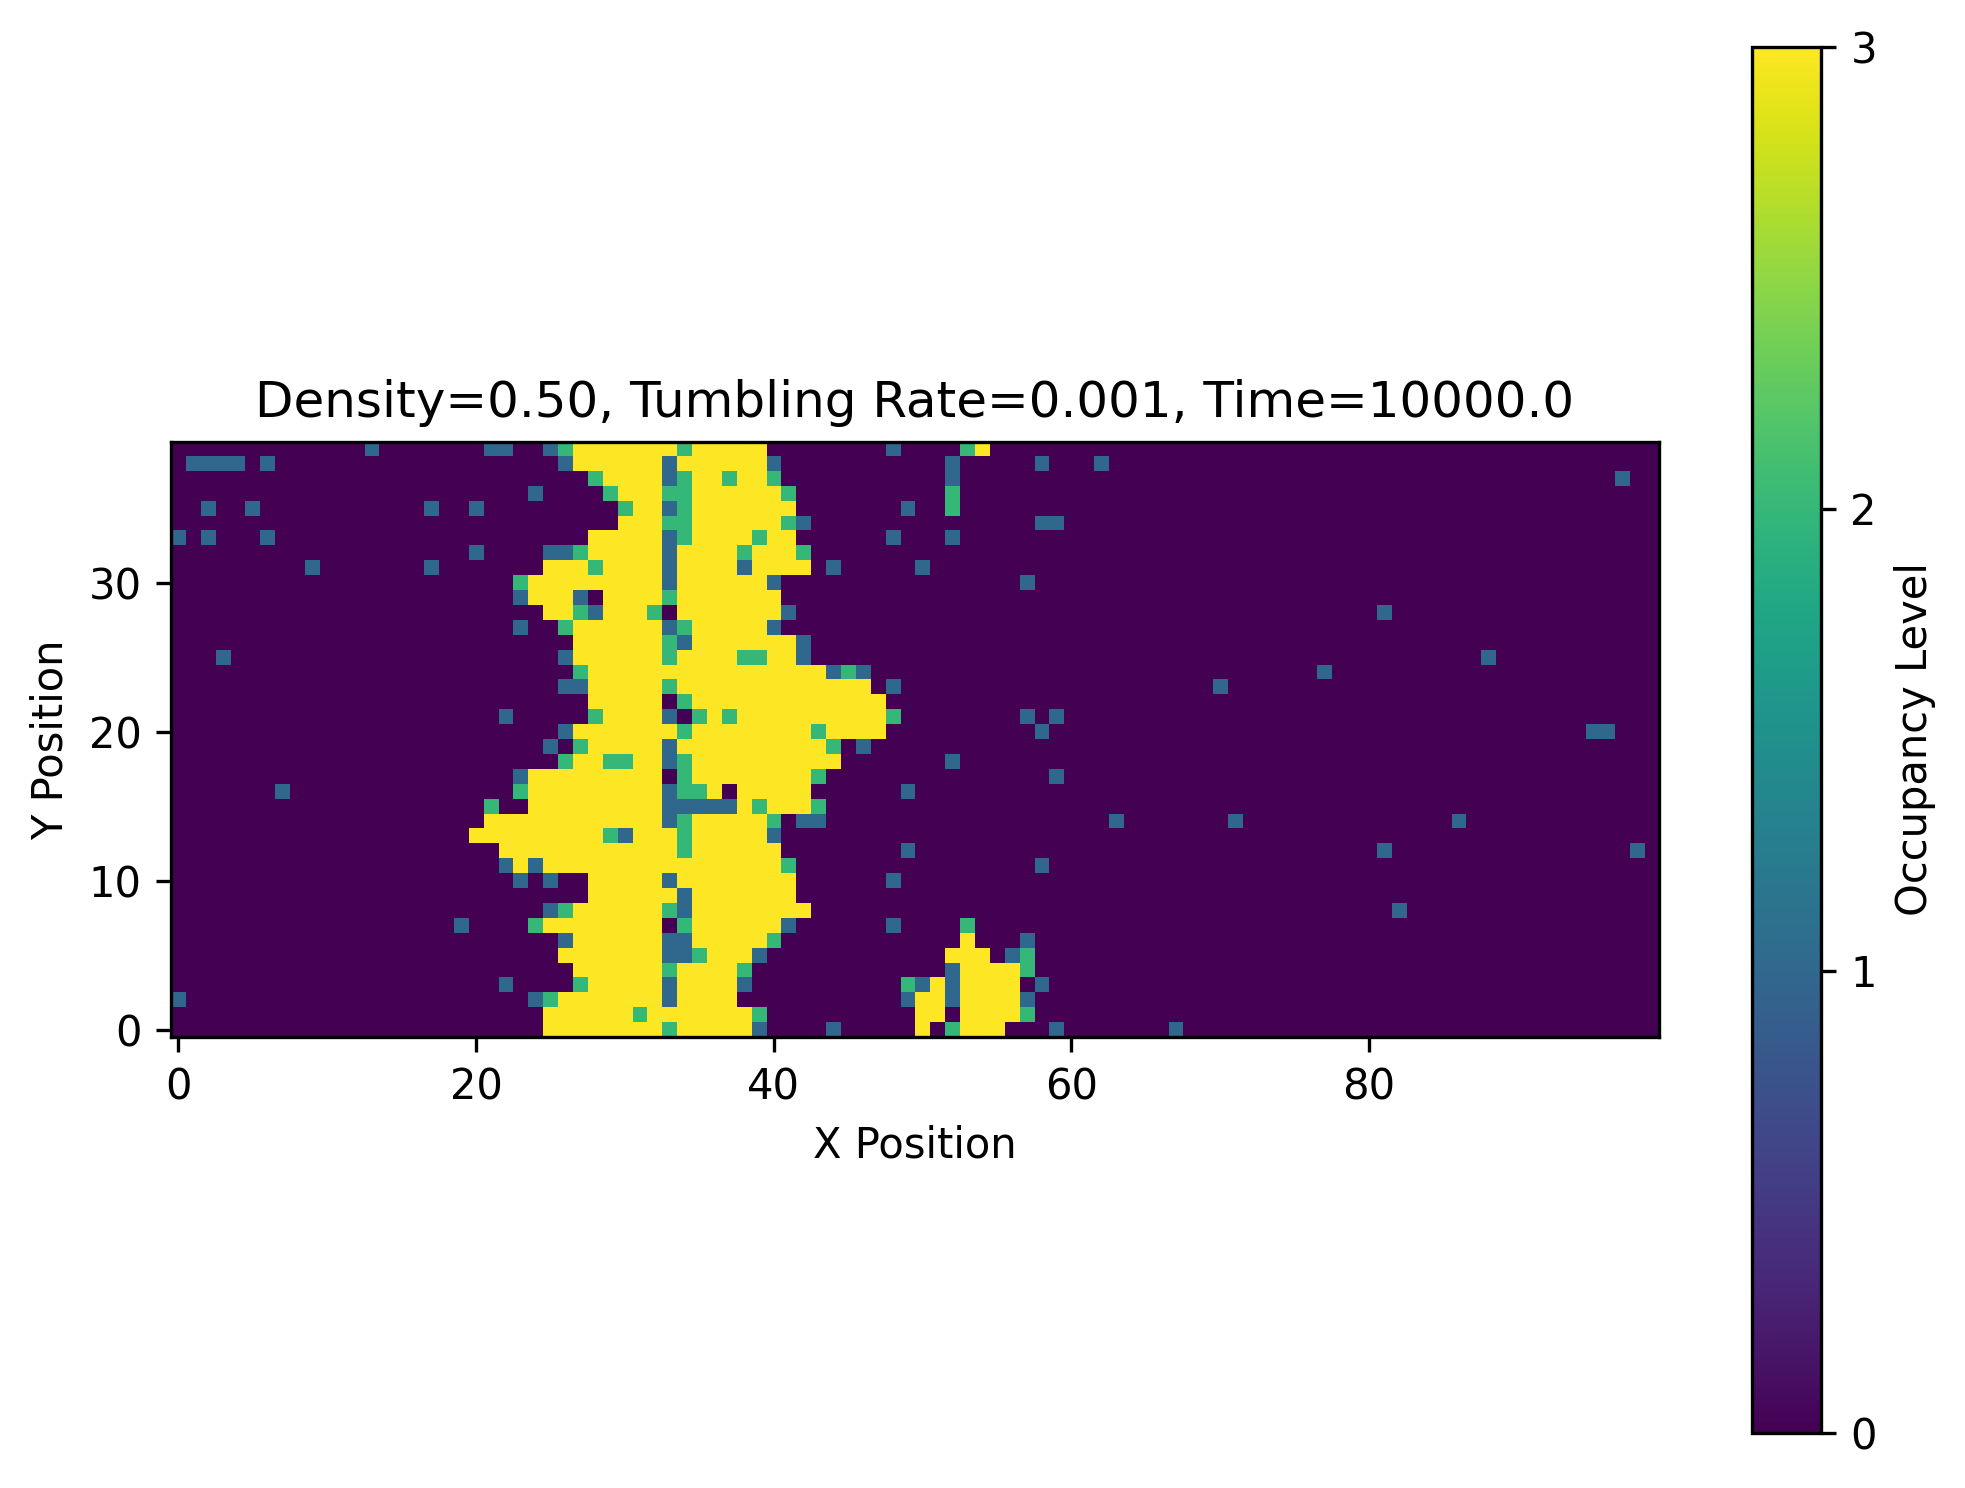 Density=0.50, Tumbling Rate=0.001, Time=10000.0
Y Position
30
20
10
0
0 20 40 60 80
X Position
3
2
1
0
Occupancy Level